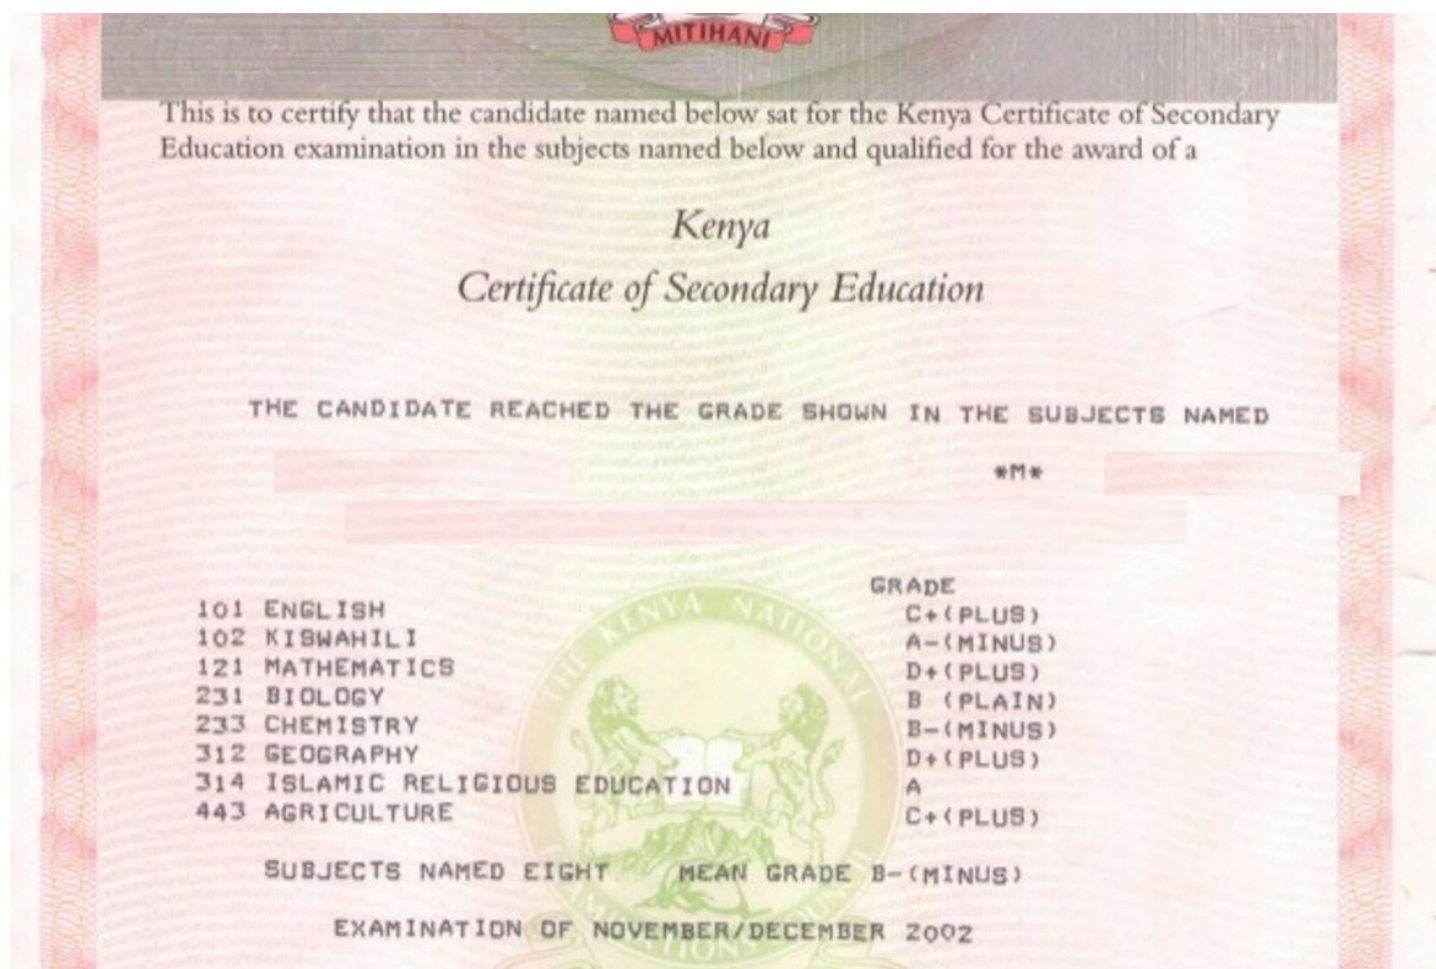 MITIHANI
This is to certify that the candidate named below sat for the Kenya Certificate of Secondary
Education examination in the subjects named below and qualified for the award of a
Kenya
Certificate of Secondary Education
THE CANDIDATE REACHED THE GRADE SHOWN IN THE SUBJECTS NAMED
*M*
GRADE
101 ENGLISH C+(PLUS)
102 KISWAHILI A-(MINUS)
121 MATHEMATICS D+(PLUS)
231 BIOLOGY B (PLAIN)
233 CHEMISTRY B-(MINUS)
312 GEOGRAPHY D+(PLUS)
314 ISLAMIC RELIGIOUS EDUCATION A
443 AGRICULTURE C+(PLUS)
THE KENYA NATIONAL
SUBJECTS NAMED EIGHT MEAN GRADE B-(MINUS)
EXAMINATION OF NOVEMBER/DECEMBER 2002